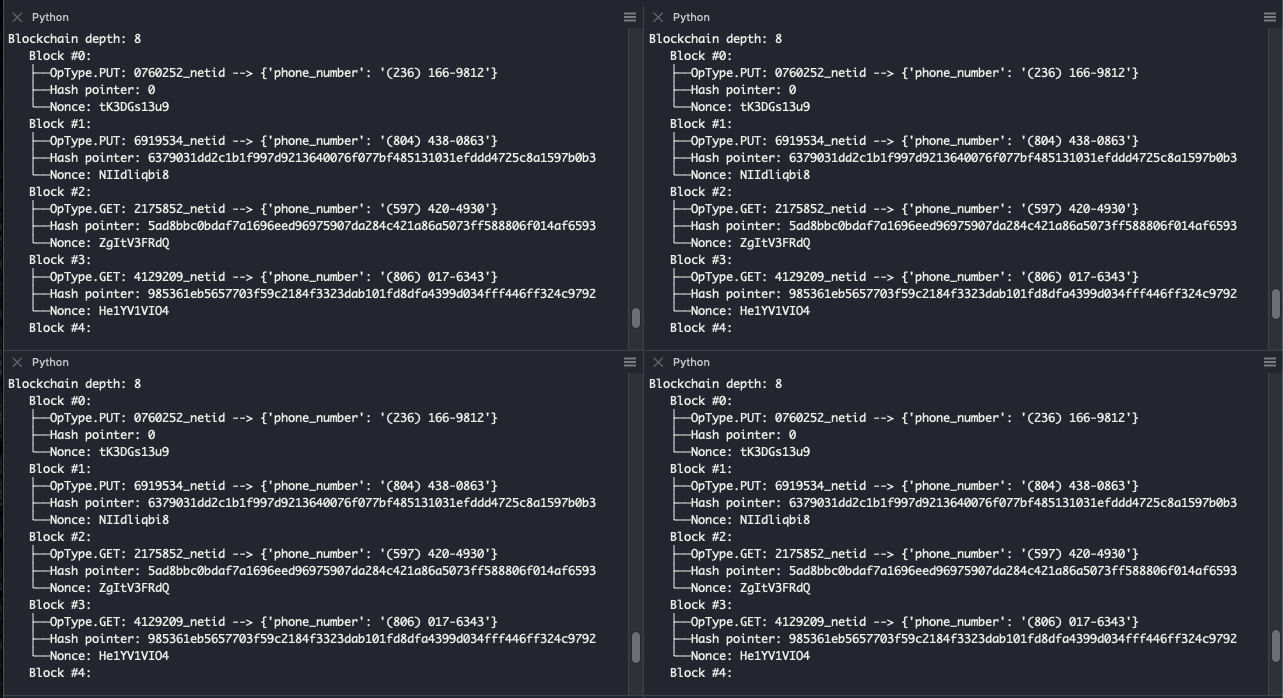 Python
Blockchain depth: 8
Block #0:
├──OpType.PUT: 0760252_netid --> {'phone_number': '(236) 166-9812'}
├──Hash pointer: 0
└──Nonce: tK3DGs13u9
Block #1:
├──OpType.PUT: 6919534_netid --> {'phone_number': '(804) 438-0863'}
├──Hash pointer: 6379031dd2c1b1f997d9213640076f077bf485131031efddd4725c8a1597b0b3
└──Nonce: NIIdliqbi8
Block #2:
├──OpType.GET: 2175852_netid --> {'phone_number': '(597) 420-4930'}
├──Hash pointer: 5ad8bbc0bdaf7a1696eed96975907da284c421a86a5073ff588806f014af6593
└──Nonce: ZgItV3FRdQ
Block #3:
├──OpType.GET: 4129209_netid --> {'phone_number': '(806) 017-6343'}
├──Hash pointer: 985361eb5657703f59c2184f3323dab101fd8dfa4399d034fff446ff324c9792
└──Nonce: He1YV1VIO4
Block #4:
Python
Blockchain depth: 8
Block #0:
├──OpType.PUT: 0760252_netid --> {'phone_number': '(236) 166-9812'}
├──Hash pointer: 0
└──Nonce: tK3DGs13u9
Block #1:
├──OpType.PUT: 6919534_netid --> {'phone_number': '(804) 438-0863'}
├──Hash pointer: 6379031dd2c1b1f997d9213640076f077bf485131031efddd4725c8a1597b0b3
└──Nonce: NIIdliqbi8
Block #2:
├──OpType.GET: 2175852_netid --> {'phone_number': '(597) 420-4930'}
├──Hash pointer: 5ad8bbc0bdaf7a1696eed96975907da284c421a86a5073ff588806f014af6593
└──Nonce: ZgItV3FRdQ
Block #3:
├──OpType.GET: 4129209_netid --> {'phone_number': '(806) 017-6343'}
├──Hash pointer: 985361eb5657703f59c2184f3323dab101fd8dfa4399d034fff446ff324c9792
└──Nonce: He1YV1VIO4
Block #4:
Python
Blockchain depth: 8
Block #0:
├──OpType.PUT: 0760252_netid --> {'phone_number': '(236) 166-9812'}
├──Hash pointer: 0
└──Nonce: tK3DGs13u9
Block #1:
├──OpType.PUT: 6919534_netid --> {'phone_number': '(804) 438-0863'}
├──Hash pointer: 6379031dd2c1b1f997d9213640076f077bf485131031efddd4725c8a1597b0b3
└──Nonce: NIIdliqbi8
Block #2:
├──OpType.GET: 2175852_netid --> {'phone_number': '(597) 420-4930'}
├──Hash pointer: 5ad8bbc0bdaf7a1696eed96975907da284c421a86a5073ff588806f014af6593
└──Nonce: ZgItV3FRdQ
Block #3:
├──OpType.GET: 4129209_netid --> {'phone_number': '(806) 017-6343'}
├──Hash pointer: 985361eb5657703f59c2184f3323dab101fd8dfa4399d034fff446ff324c9792
└──Nonce: He1YV1VIO4
Block #4:
Python
Blockchain depth: 8
Block #0:
├──OpType.PUT: 0760252_netid --> {'phone_number': '(236) 166-9812'}
├──Hash pointer: 0
└──Nonce: tK3DGs13u9
Block #1:
├──OpType.PUT: 6919534_netid --> {'phone_number': '(804) 438-0863'}
├──Hash pointer: 6379031dd2c1b1f997d9213640076f077bf485131031efddd4725c8a1597b0b3
└──Nonce: NIIdliqbi8
Block #2:
├──OpType.GET: 2175852_netid --> {'phone_number': '(597) 420-4930'}
├──Hash pointer: 5ad8bbc0bdaf7a1696eed96975907da284c421a86a5073ff588806f014af6593
└──Nonce: ZgItV3FRdQ
Block #3:
├──OpType.GET: 4129209_netid --> {'phone_number': '(806) 017-6343'}
├──Hash pointer: 985361eb5657703f59c2184f3323dab101fd8dfa4399d034fff446ff324c9792
└──Nonce: He1YV1VIO4
Block #4: